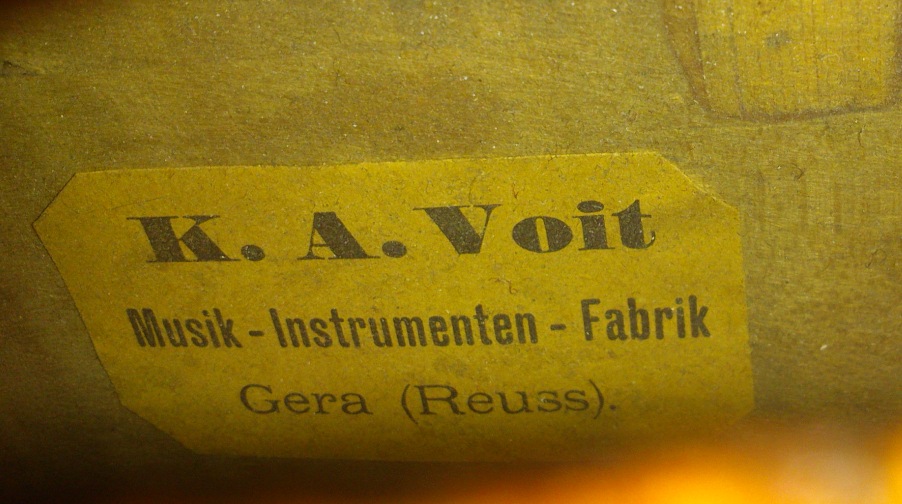 K. A. Voit
Musik - Instrumenten - Fabrik
Gera (Reuss).